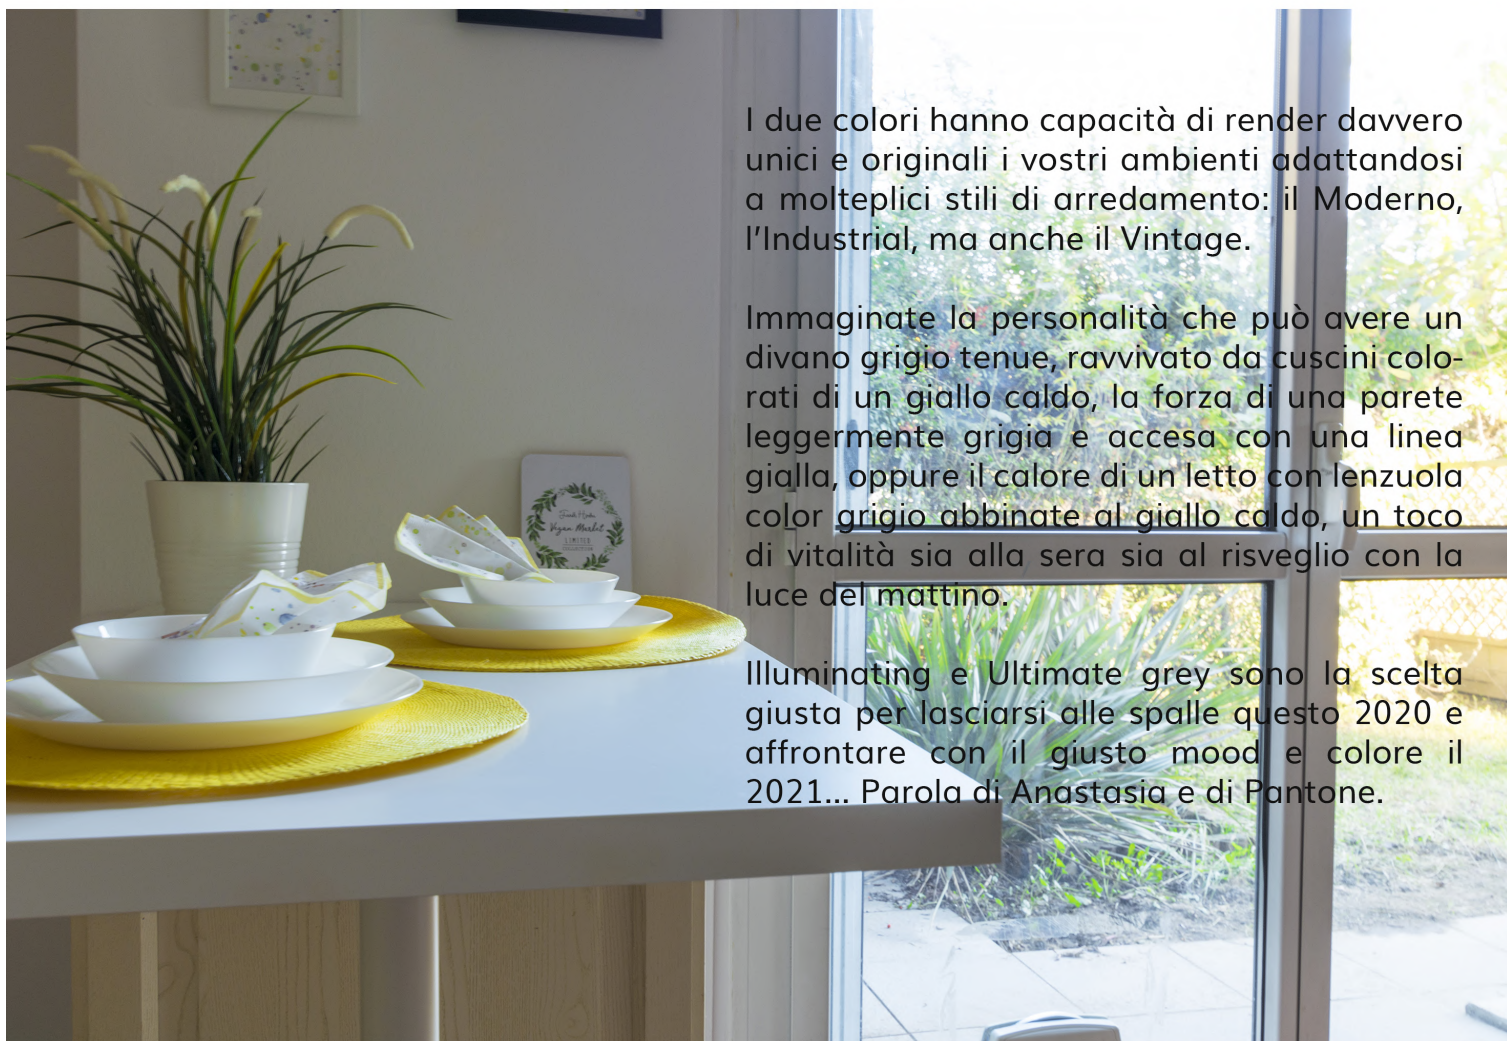 I due colori hanno capacità di render davvero
unici e originali i vostri ambienti adattandosi
a molteplici stili di arredamento: il Moderno,
l'Industrial, ma anche il Vintage.
Immaginate la personalità che può avere un
divano grigio tenue, ravvivato da cuscini colo-
rati di un giallo caldo, la forza di una parete
leggermente grigia e accesa con una linea
gialla, oppure il calore di un letto con lenzuola
color grigio abbinate al giallo caldo, un toco
di vitalità sia alla sera sia al risveglio con la
luce del mattino.
Illuminating e Ultimate grey sono la scelta
giusta per lasciarsi alle spalle questo 2020 e
affrontare con il giusto mood e colore il
2021... Parola di Anastasia e di Pantone.
Vegan Market
LIMITED